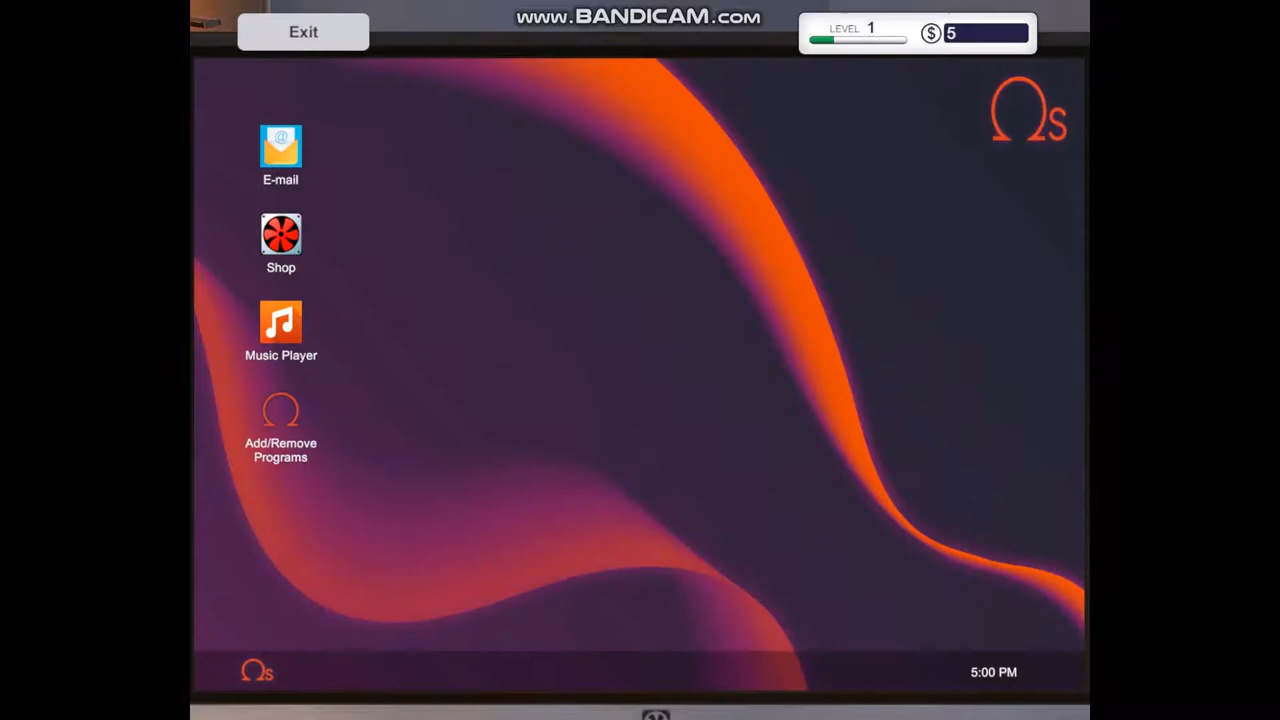 Exit
www.BANDICAM.com
LEVEL 1
$ 5
Ωs
E-mail
Shop
Music Player
Add/Remove
Programs
Ωs
5:00 PM